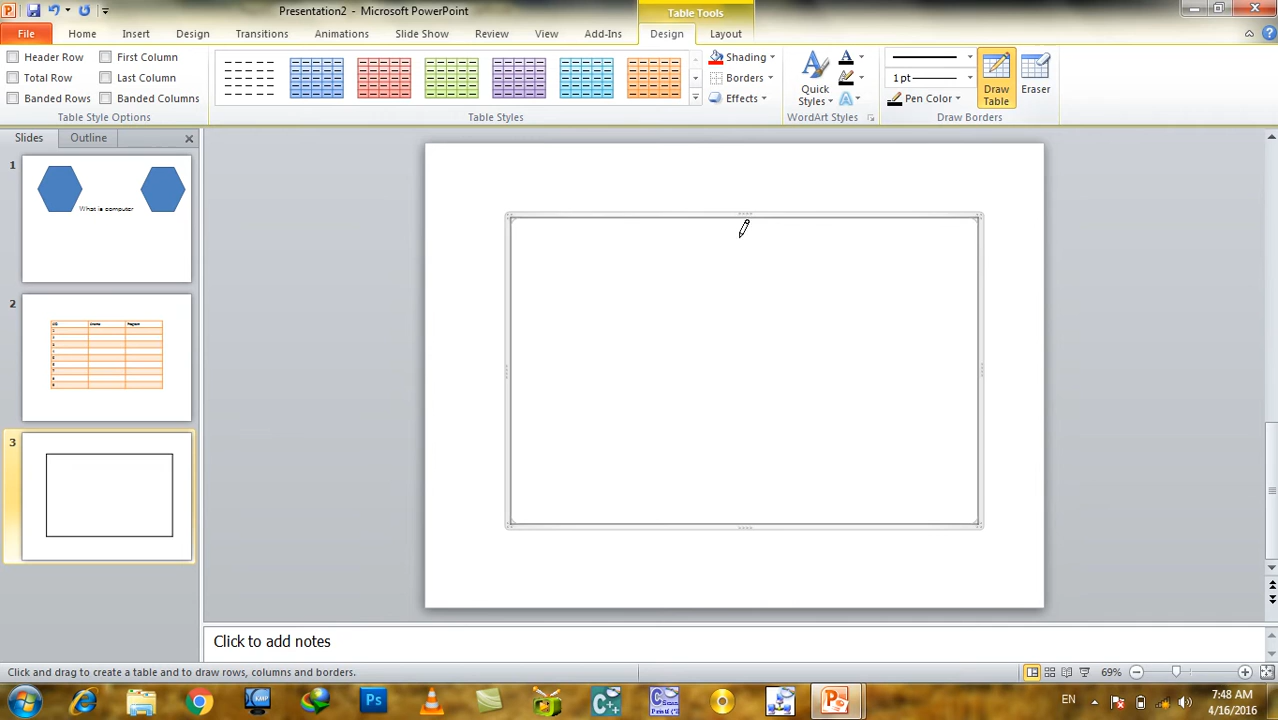 Presentation2 - Microsoft PowerPoint
Table Tools
File Home Insert Design Transitions Animations Slide Show Review View Add-Ins Design Layout
Header Row First Column
Total Row Last Column
Banded Rows Banded Columns
Table Style Options
Table Styles
Shading
Borders
Effects
Quick Styles
WordArt Styles
1 pt
Pen Color
Draw Table
Eraser
Draw Borders
Slides Outline
1
What is computer
2
3
Click to add notes
Click and drag to create a table and to draw rows, columns and borders.
69%
EN
7:48 AM
4/16/2016